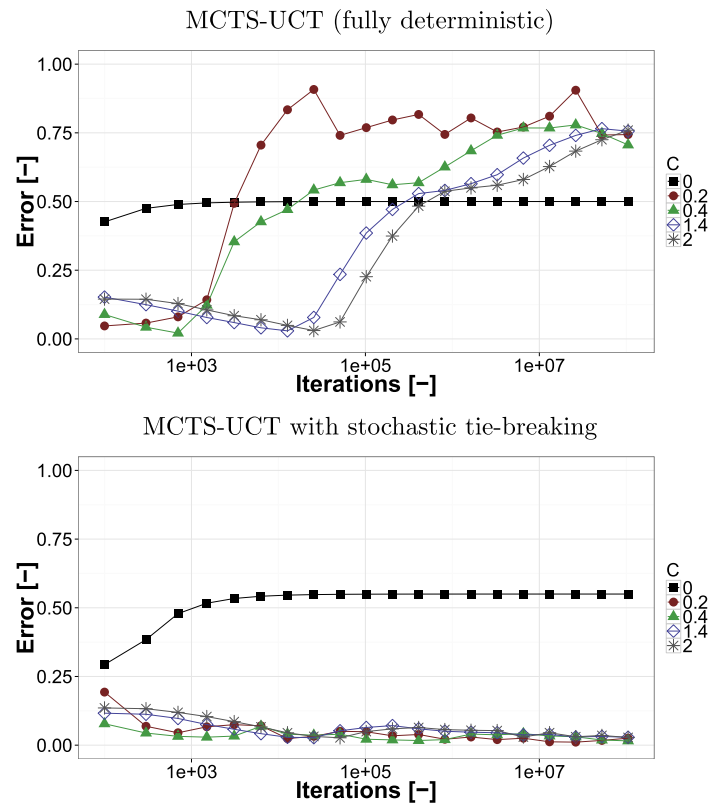 MCTS-UCT (fully deterministic)
1.00
0.75
0.50
0.25
0.00
Error [−]
1e+03 1e+05 1e+07
Iterations [−]
C
0
0.2
0.4
1.4
2
MCTS-UCT with stochastic tie-breaking
1.00
0.75
0.50
0.25
0.00
Error [−]
1e+03 1e+05 1e+07
Iterations [−]
C
0
0.2
0.4
1.4
2